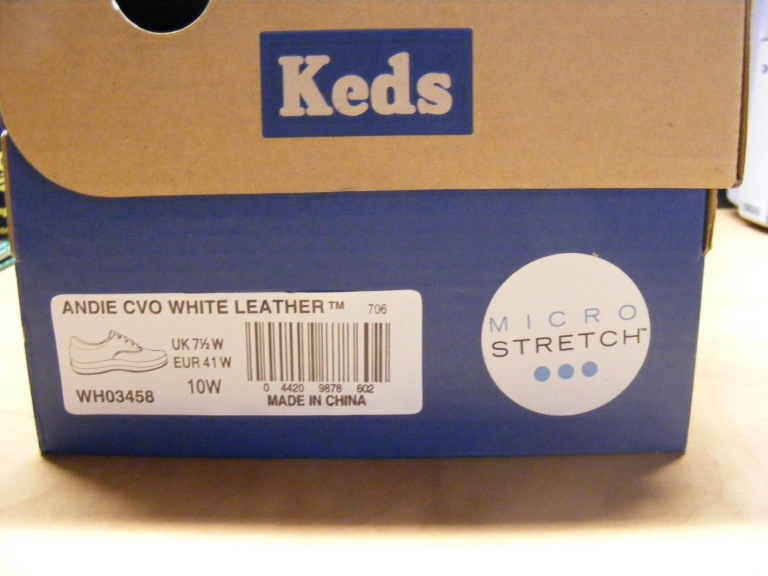 Keds
ANDIE CVO WHITE LEATHER™ 706
UK 7½ W
EUR 41 W
10W
WH03458
0 4420 9878 602
MADE IN CHINA
MICRO
STRETCH™